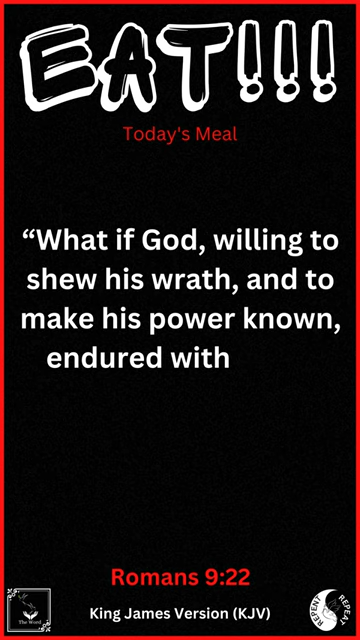 EAT!!!
Today's Meal
“What if God, willing to
shew his wrath, and to
make his power known,
endured with
Romans 9:22
King James Version (KJV)
The Word
REPENT
REPEAT